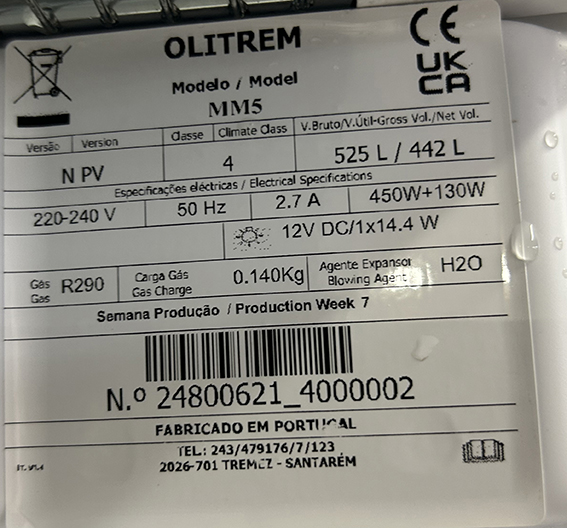 OLITREM
CE
UK
CA
Modelo / Model
MM5
Versão Version Classe Climate Class V.Bruto/V.Útil-Gross Vol./Net Vol.
N PV 4 525 L / 442 L
Especificações eléctricas / Electrical Specifications
220-240 V 50 Hz 2.7 A 450W+130W
12V DC/1x14.4 W
Gás R290 Carga Gás 0.140Kg Agente Expansor H2O
Gas Gas Charge Blowing Agent
Semana Produção / Production Week 7
N.º 24800621_4000002
FABRICADO EM PORTUGAL
TEL: 243/479176/7/123
2026-701 TREMEZ - SANTARÉM